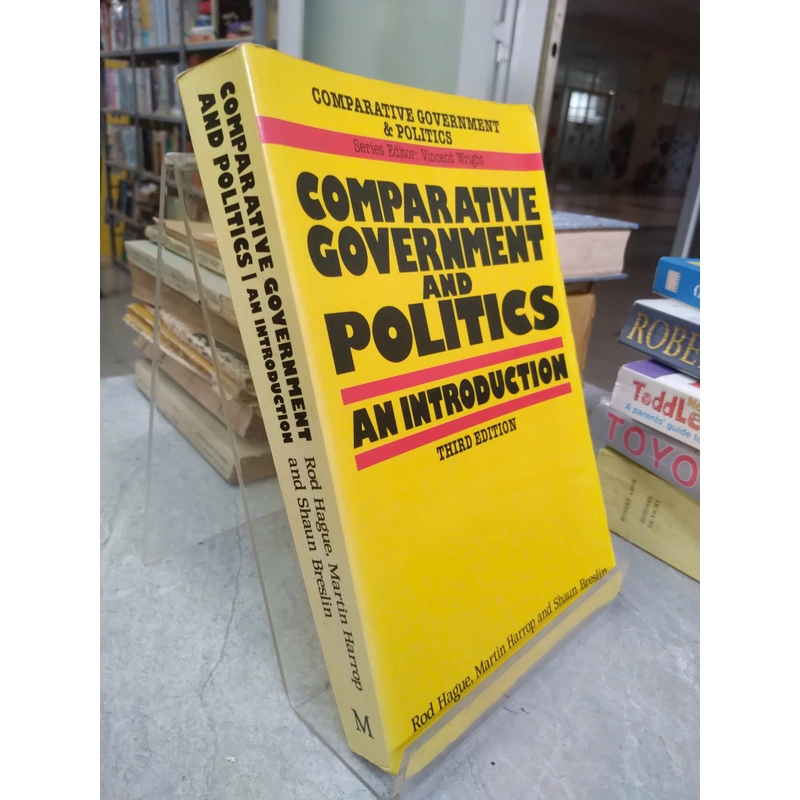 COMPARATIVE GOVERNMENT
& POLITICS
Series Editor: Vincent Wright
COMPARATIVE
GOVERNMENT
AND
POLITICS
AN INTRODUCTION
THIRD EDITION
Rod Hague, Martin Harrop and Shaun Breslin
COMPARATIVE GOVERNMENT
AND POLITICS | AN INTRODUCTION
Rod Hague, Martin Harrop
and Shaun Breslin
M
ROBE
Toddle
A parents' guide to
TOYO